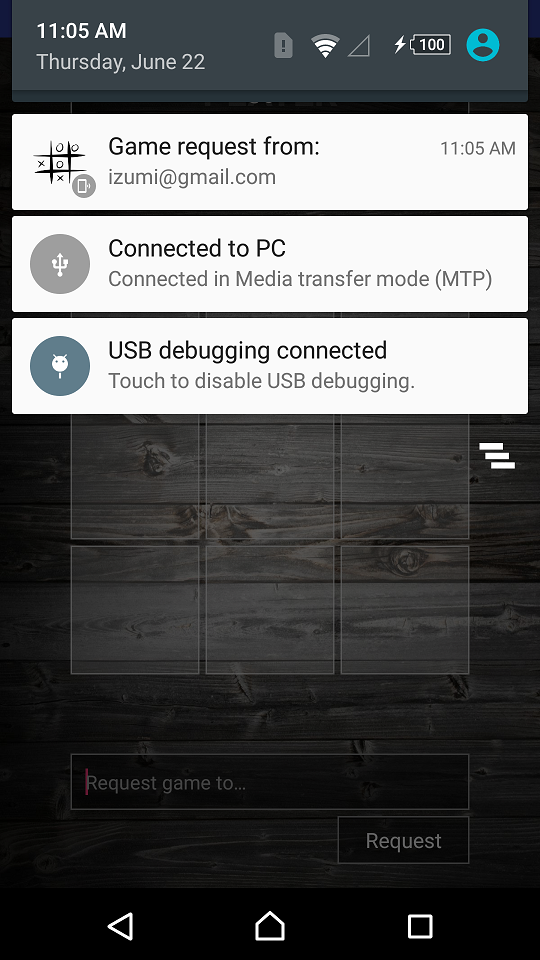 11:05 AM
Thursday, June 22
100
Game request from:
11:05 AM
izumi@gmail.com
Connected to PC
Connected in Media transfer mode (MTP)
USB debugging connected
Touch to disable USB debugging.
Request game to...
Request